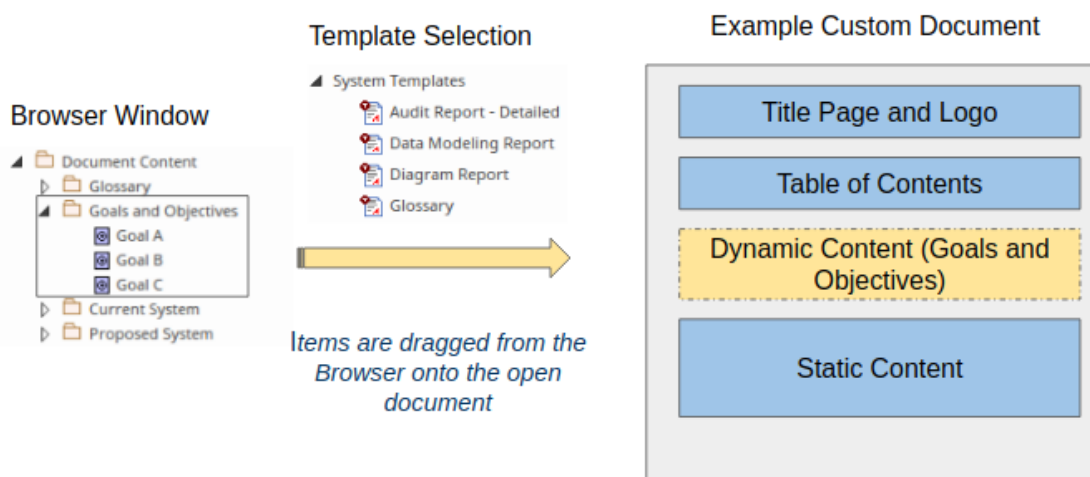 Browser Window
Document Content
Glossary
Goals and Objectives
Goal A
Goal B
Goal C
Current System
Proposed System
Template Selection
System Templates
Audit Report - Detailed
Data Modeling Report
Diagram Report
Glossary
Items are dragged from the
Browser onto the open
document
Example Custom Document
Title Page and Logo
Table of Contents
Dynamic Content (Goals and
Objectives)
Static Content